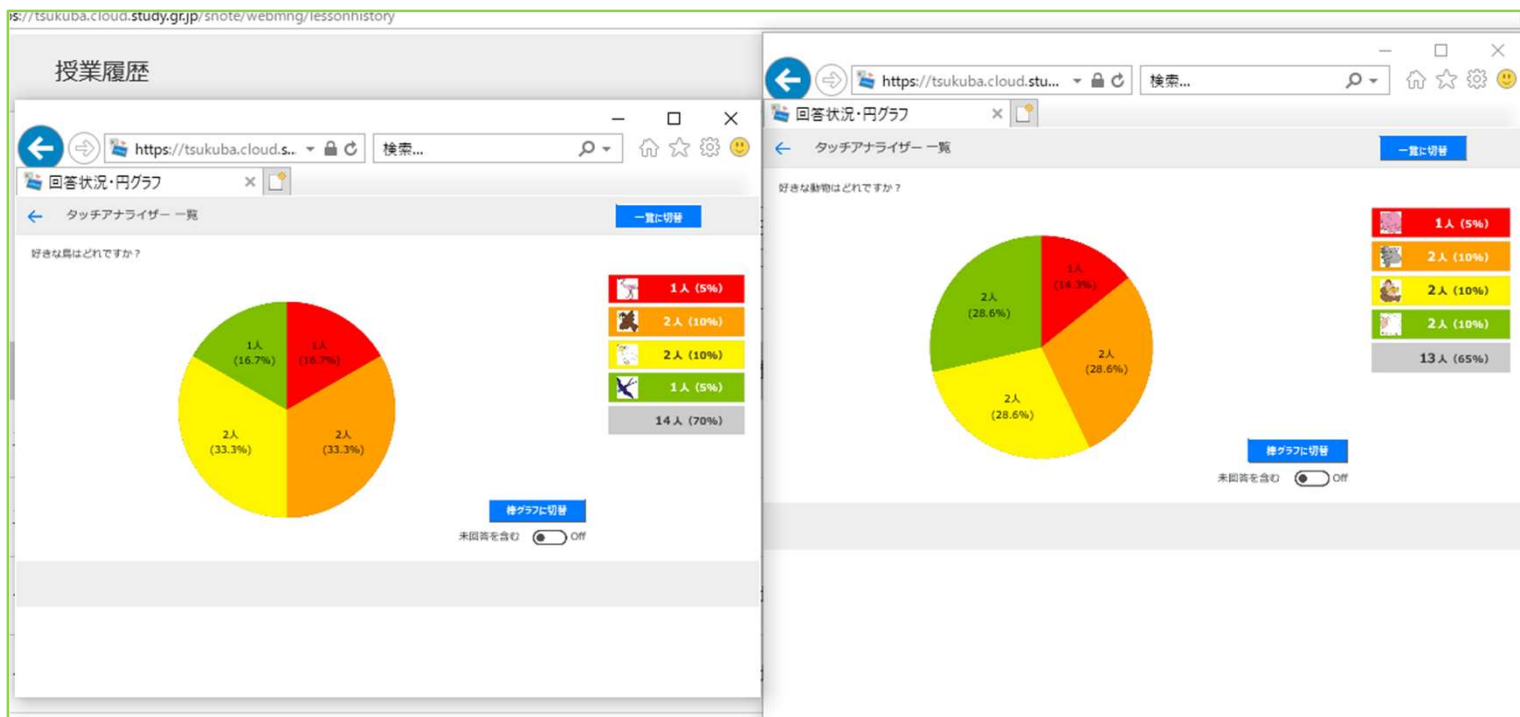 ps://tsukuba.cloud.study.gr.jp/snote/webmng/lessonhistory
授業履歴
https://tsukuba.cloud.s...
検索...
回答状況・円グラフ
タッチアナライザー 一覧
一覧に切替
好きな鳥はどれですか？
1人 (5%)
2人 (10%)
2人 (10%)
1人 (5%)
14人 (70%)
1人
(16.7%)
1人
(16.7%)
2人
(33.3%)
2人
(33.3%)
棒グラフに切替
未回答を含む Off
https://tsukuba.cloud.stu...
検索...
回答状況・円グラフ
タッチアナライザー 一覧
一覧に切替
好きな動物はどれですか？
1人 (5%)
2人 (10%)
2人 (10%)
2人 (10%)
13人 (65%)
1人
(14.3%)
2人
(28.6%)
2人
(28.6%)
2人
(28.6%)
棒グラフに切替
未回答を含む Off